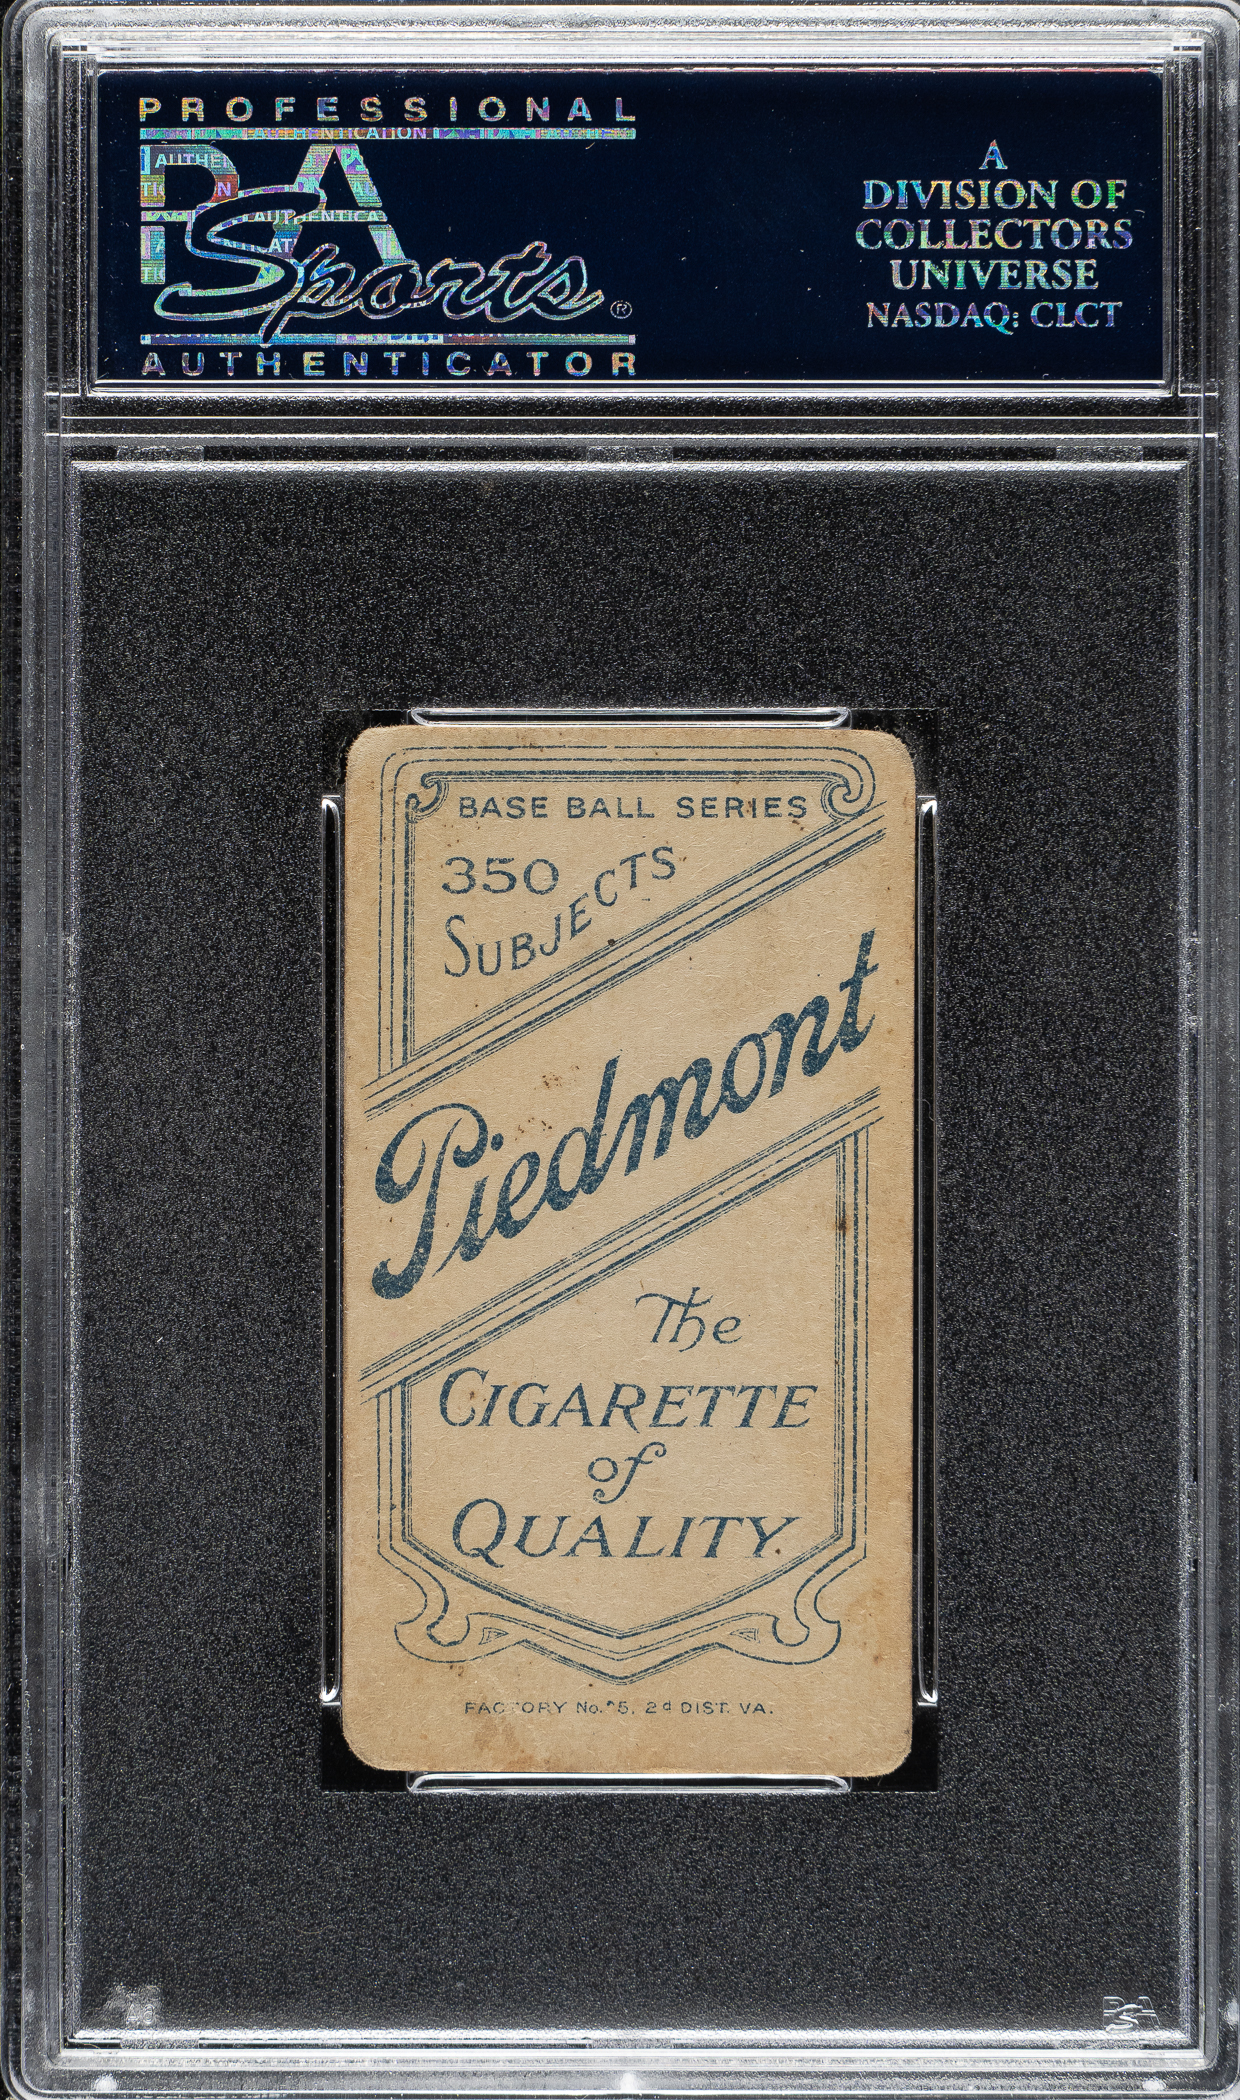 PROFESSIONAL
PSA
Sports®
AUTHENTICATOR
A
DIVISION OF
COLLECTORS
UNIVERSE
NASDAQ: CLCT
BASE BALL SERIES
350
SUBJECTS
Piedmont
The
CIGARETTE
of
QUALITY.
FACTORY No. 25, 2d DIST. VA.
PSA